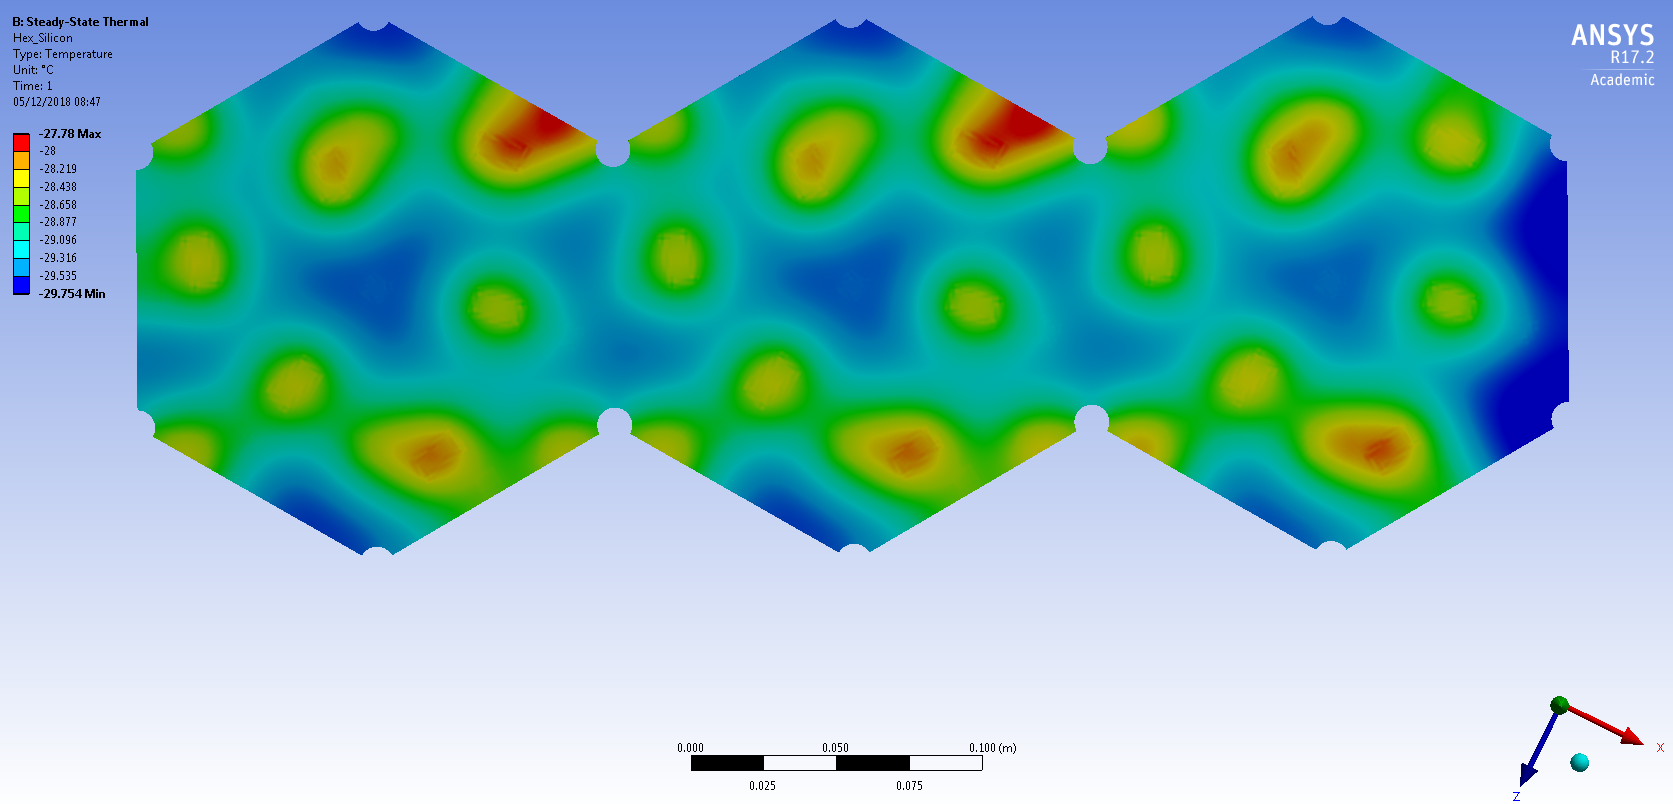 B: Steady-State Thermal
Hex_Silicon
Type: Temperature
Unit: °C
Time: 1
05/12/2018 08:47
-27.78 Max
-28
-28.219
-28.438
-28.658
-28.877
-29.096
-29.316
-29.535
-29.754 Min
ANSYS
R17.2
Academic
0.000 0.050 0.100 (m)
0.025 0.075
X
Z